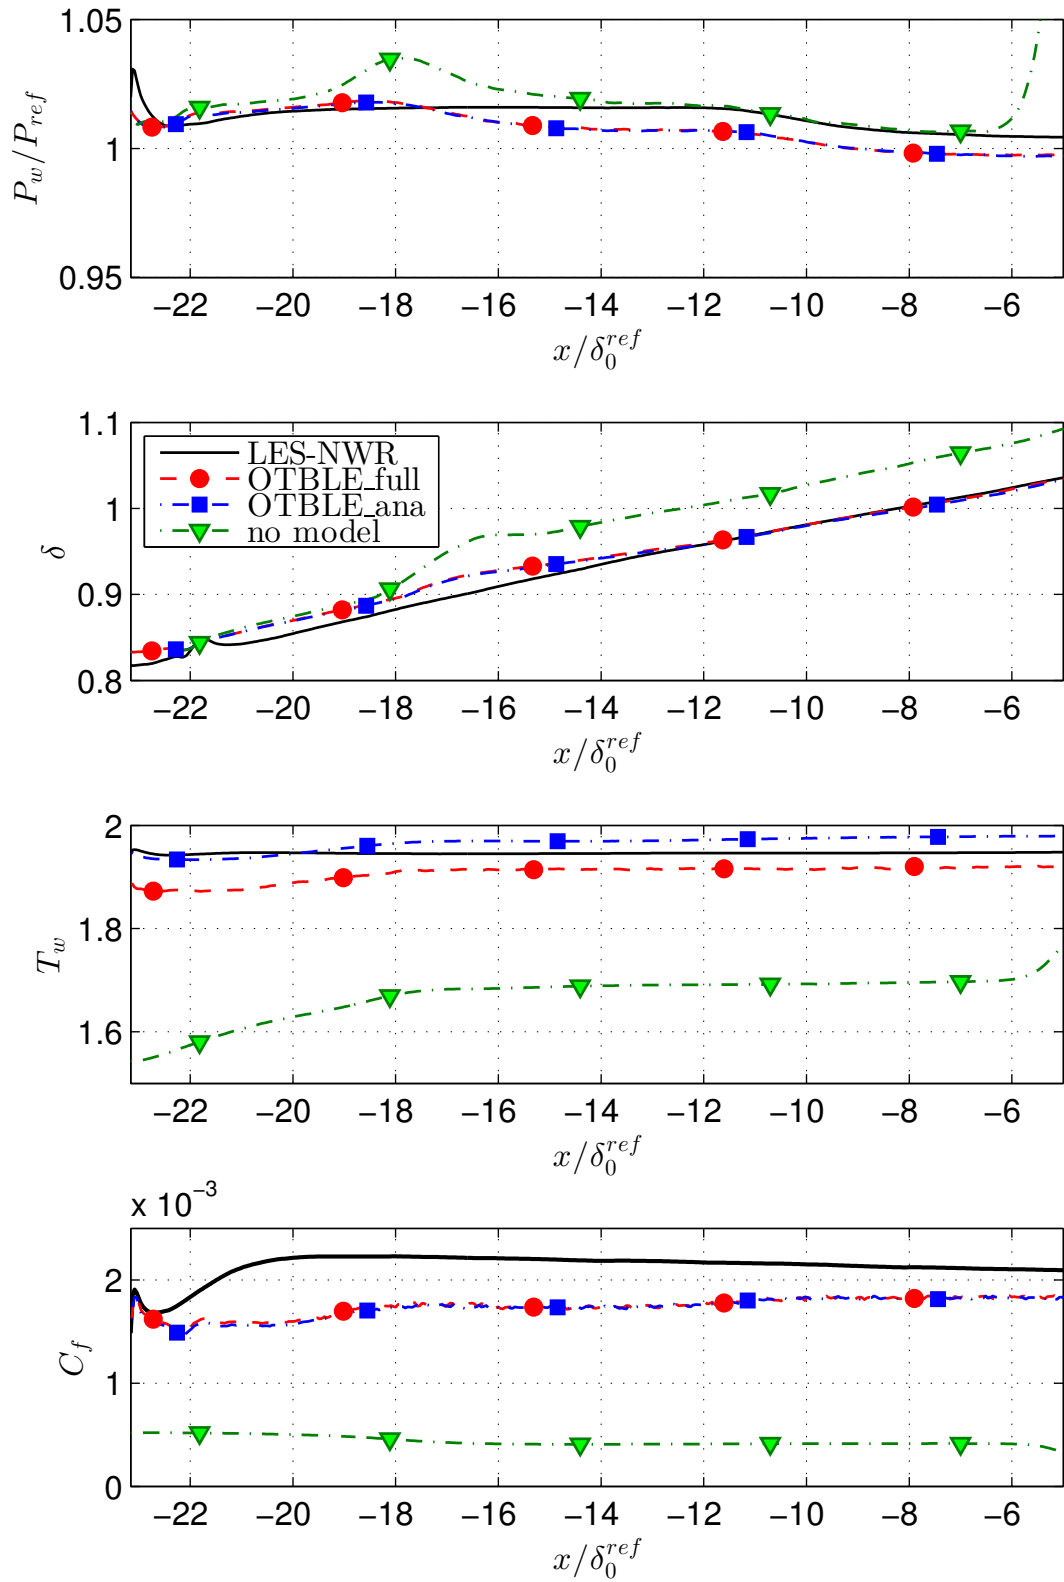 1.05
1
0.95
P_w/P_{ref}
−22 −20 −18 −16 −14 −12 −10 −8 −6
x/δ_0^{ref}
1.1
1
0.9
0.8
δ
LES-NWR
OTBLE_full
OTBLE_ana
no model
−22 −20 −18 −16 −14 −12 −10 −8 −6
x/δ_0^{ref}
2
1.8
1.6
T_w
−22 −20 −18 −16 −14 −12 −10 −8 −6
x/δ_0^{ref}
x 10^{−3}
2
1
0
C_f
−22 −20 −18 −16 −14 −12 −10 −8 −6
x/δ_0^{ref}